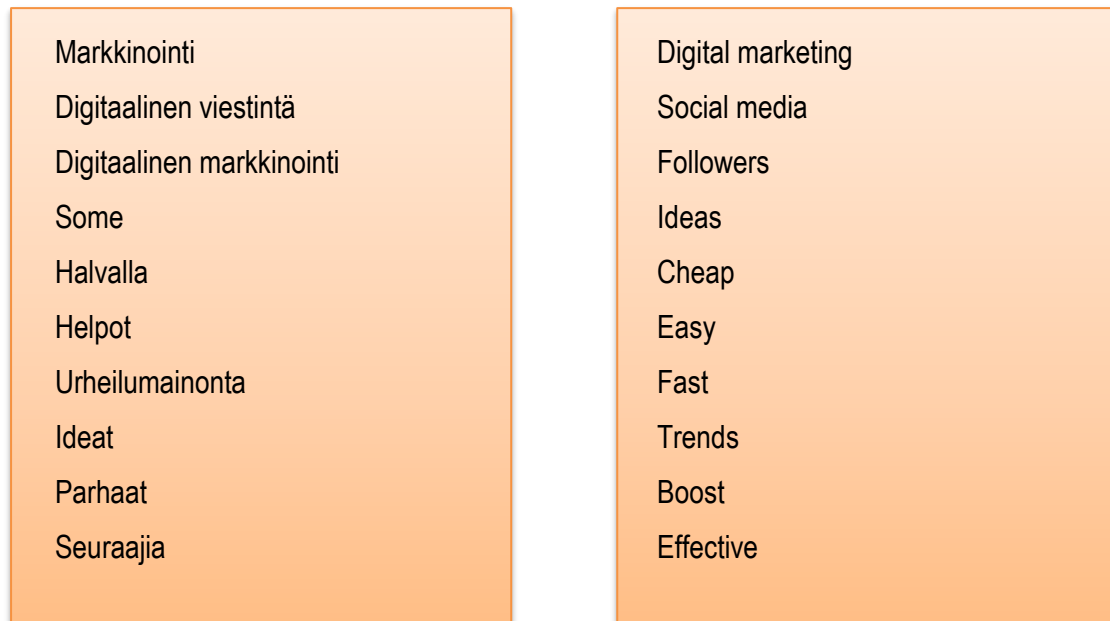 Markkinointi
Digitaalinen viestintä
Digitaalinen markkinointi
Some
Halvalla
Helpot
Urheilumainonta
Ideat
Parhaat
Seuraajia
Digital marketing
Social media
Followers
Ideas
Cheap
Easy
Fast
Trends
Boost
Effective